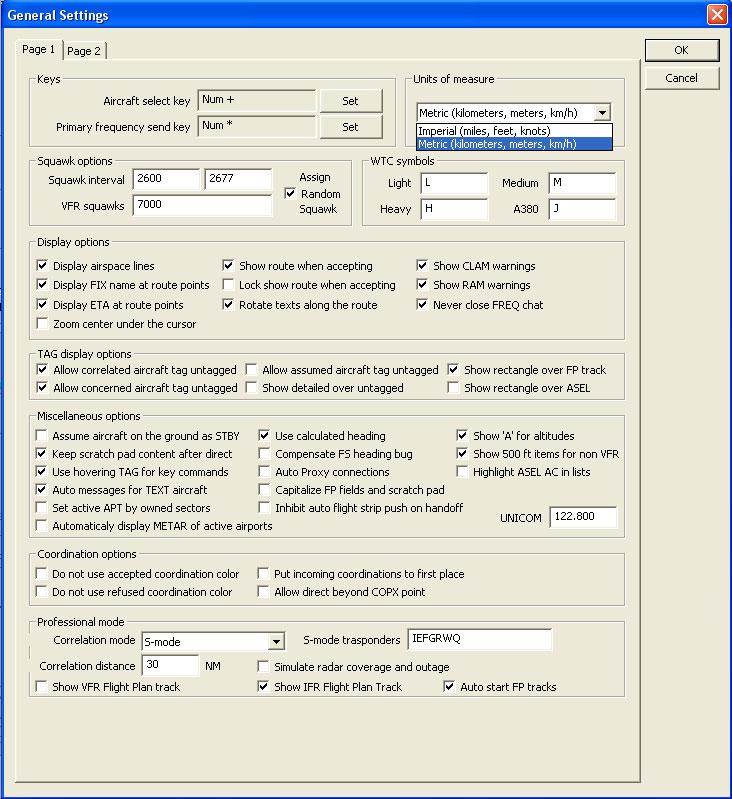 General Settings
Page 1 Page 2
OK
Cancel
Keys
Aircraft select key Num + Set
Primary frequency send key Num * Set
Units of measure
Metric (kilometers, meters, km/h)
Imperial (miles, feet, knots)
Metric (kilometers, meters, km/h)
Squawk options
Squawk interval 2600 2677
VFR squawks 7000
Assign
Random
Squawk
WTC symbols
Light L Medium M
Heavy H A380 J
Display options
Display airspace lines Show route when accepting Show CLAM warnings
Display FIX name at route points Lock show route when accepting Show RAM warnings
Display ETA at route points Rotate texts along the route Never close FREQ chat
Zoom center under the cursor
TAG display options
Allow correlated aircraft tag untagged Allow assumed aircraft tag untagged Show rectangle over FP track
Allow concerned aircraft tag untagged Show detailed over untagged Show rectangle over ASEL
Miscellaneous options
Assume aircraft on the ground as STBY Use calculated heading Show 'A' for altitudes
Keep scratch pad content after direct Compensate FS heading bug Show 500 ft items for non VFR
Use hovering TAG for key commands Auto Proxy connections Highlight ASEL AC in lists
Auto messages for TEXT aircraft Capitalize FP fields and scratch pad
Set active APT by owned sectors Inhibit auto flight strip push on handoff
UNICOM 122.800
Automaticaly display METAR of active airports
Coordination options
Do not use accepted coordination color Put incoming coordinations to first place
Do not use refused coordination color Allow direct beyond COPX point
Professional mode
Correlation mode S-mode S-mode trasponders IEFGRWQ
Correlation distance 30 NM Simulate radar coverage and outage
Show VFR Flight Plan track Show IFR Flight Plan Track Auto start FP tracks